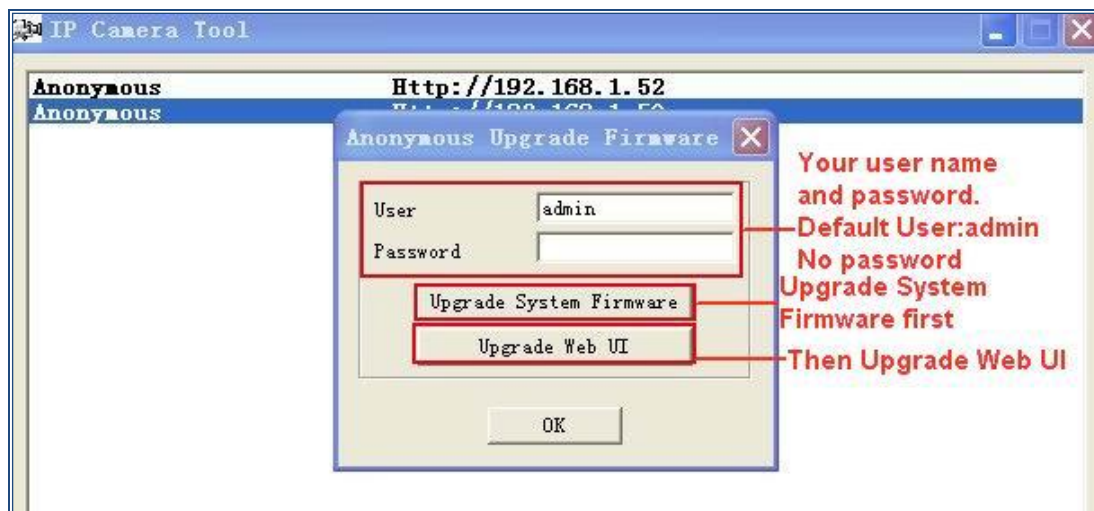 IP Camera Tool
Anonymous Http://192.168.1.52
Anonymous
Anonymous Upgrade Firmware
User admin
Password
Upgrade System Firmware
Upgrade Web UI
OK
Your user name
and password.
Default User:admin
No password
Upgrade System
Firmware first
Then Upgrade Web UI